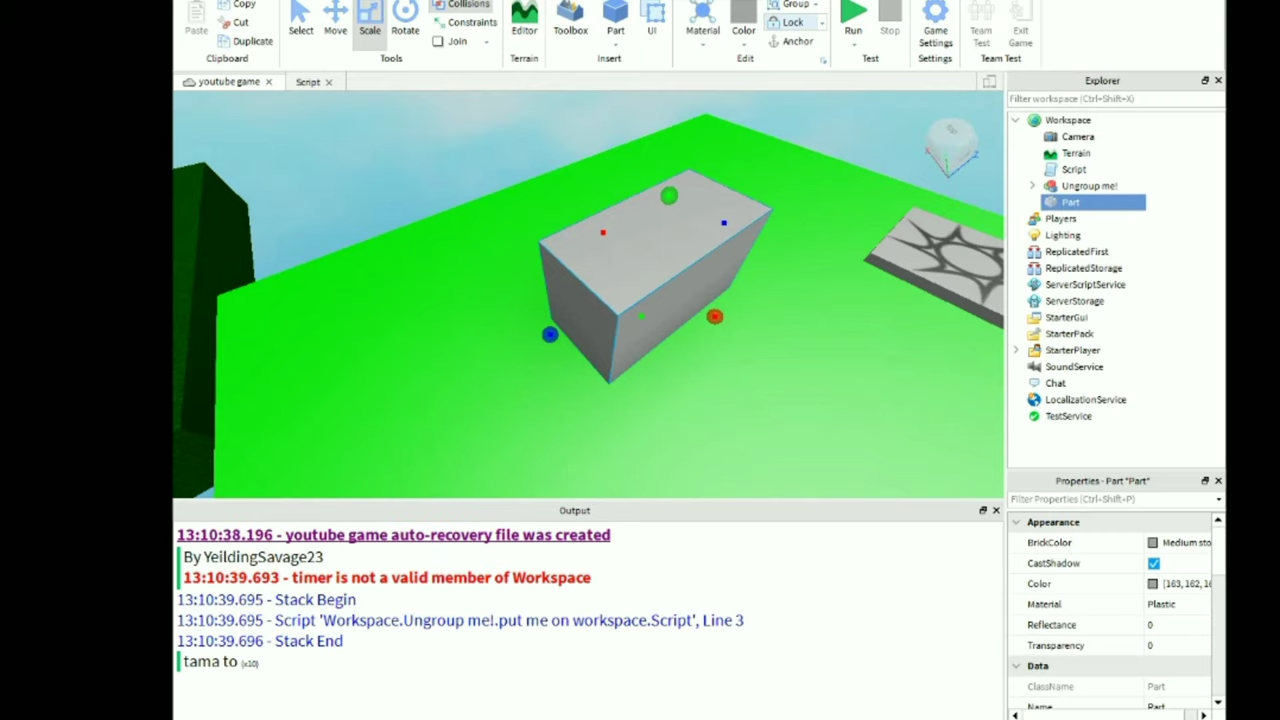 Copy
Collisions
Group
Cut
Constraints
Lock
Paste
Select
Move
Scale
Rotate
Editor
Toolbox
Part
UI
Material
Color
Run
Stop
Game
Settings
Team
Test
Exit
Game
Duplicate
Join
Anchor
Clipboard
Tools
Terrain
Insert
Edit
Test
Settings
Team Test
youtube game
Script
Explorer
Filter workspace (Ctrl+Shift+X)
Workspace
Camera
Terrain
Script
Ungroup me!
Part
Players
Lighting
ReplicatedFirst
ReplicatedStorage
ServerScriptService
ServerStorage
StarterGui
StarterPack
StarterPlayer
SoundService
Chat
LocalizationService
TestService
Properties - Part "Part"
Filter Properties (Ctrl+Shift+P)
Appearance
BrickColor Medium sto
CastShadow
Color [163, 162, 16
Material Plastic
Reflectance 0
Transparency 0
Data
ClassName Part
Name Part
Output
13:10:38.196 - youtube game auto-recovery file was created
By YeildingSavage23
13:10:39.693 - timer is not a valid member of Workspace
13:10:39.695 - Stack Begin
13:10:39.695 - Script 'Workspace.Ungroup me!.put me on workspace.Script', Line 3
13:10:39.696 - Stack End
tama to (x10)